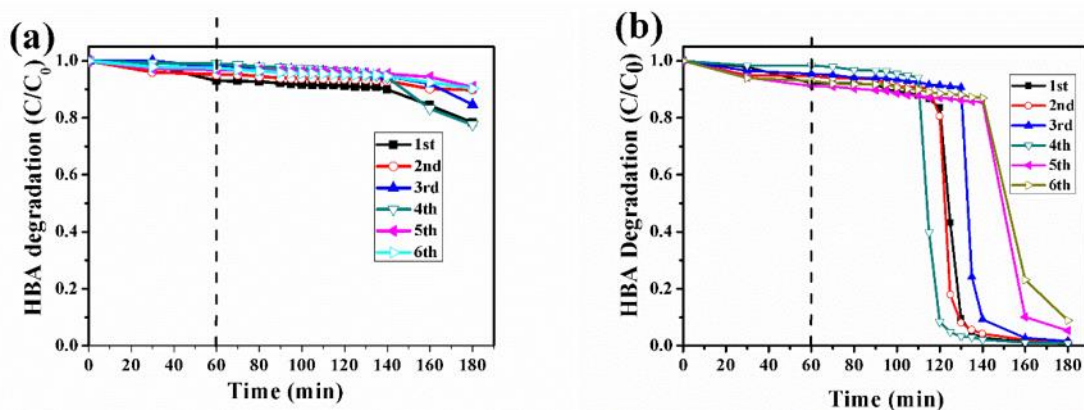 (a)
HBA degradation (C/C0)
1.0
0.8
0.6
0.4
0.2
0.0
1st
2nd
3rd
4th
5th
6th
0 20 40 60 80 100 120 140 160 180
Time (min)
(b)
HBA Degradation (C/C0)
1.0
0.8
0.6
0.4
0.2
0.0
1st
2nd
3rd
4th
5th
6th
0 20 40 60 80 100 120 140 160 180
Time (min)